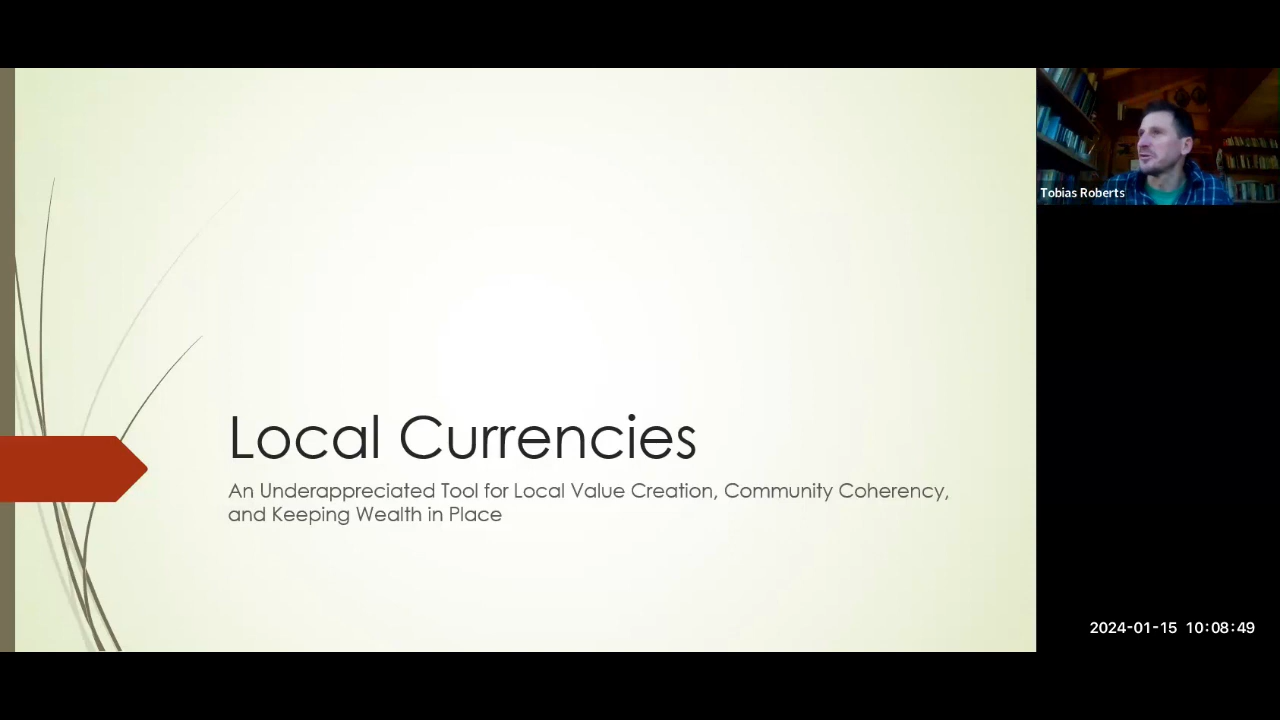 Local Currencies
An Underappreciated Tool for Local Value Creation, Community Coherency,
and Keeping Wealth in Place
Tobias Roberts
2024-01-15 10:08:49